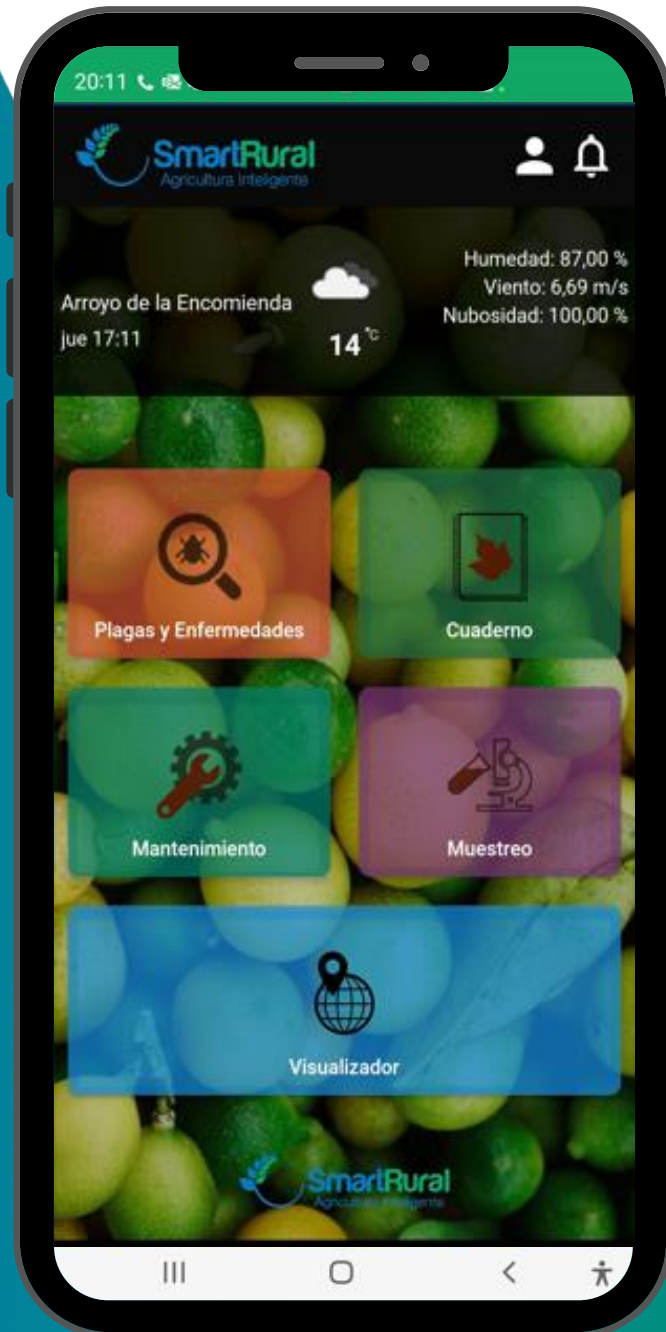 20:11
SmartRural
Agricultura Inteligente
Arroyo de la Encomienda
jue 17:11
14 °C
Humedad: 87,00 %
Viento: 6,69 m/s
Nubosidad: 100,00 %
Plagas y Enfermedades
Cuaderno
Mantenimiento
Muestreo
Visualizador
SmartRural
Agricultura Inteligente